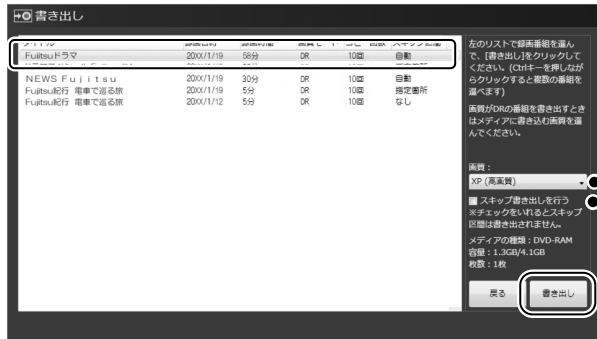 書き出し
Fujitsuドラマ 20XX/1/19 58分 DR 10回 自動
NEWS Fujitsu 20XX/1/19 30分 DR 10回 自動
Fujitsu紀行 電車で巡る旅 20XX/1/19 5分 DR 10回 指定箇所
Fujitsu紀行 電車で巡る旅 20XX/1/12 5分 DR 10回 なし
左のリストで録画番組を選ん
で、[書き出し]をクリックして
ください。(Ctrlキーを押しなが
らクリックすると複数の番組を
選べます)
画質がDRの番組を書き出すとき
はメディアに書き込む画質を選
んでください。
画質：
XP (高画質)
スキップ書き出しを行う
※チェックをいれるとスキップ
区間は書き出されません。
メディアの種類：DVD-RAM
容量：1.3GB/4.1GB
枚数：1枚
戻る 書き出し